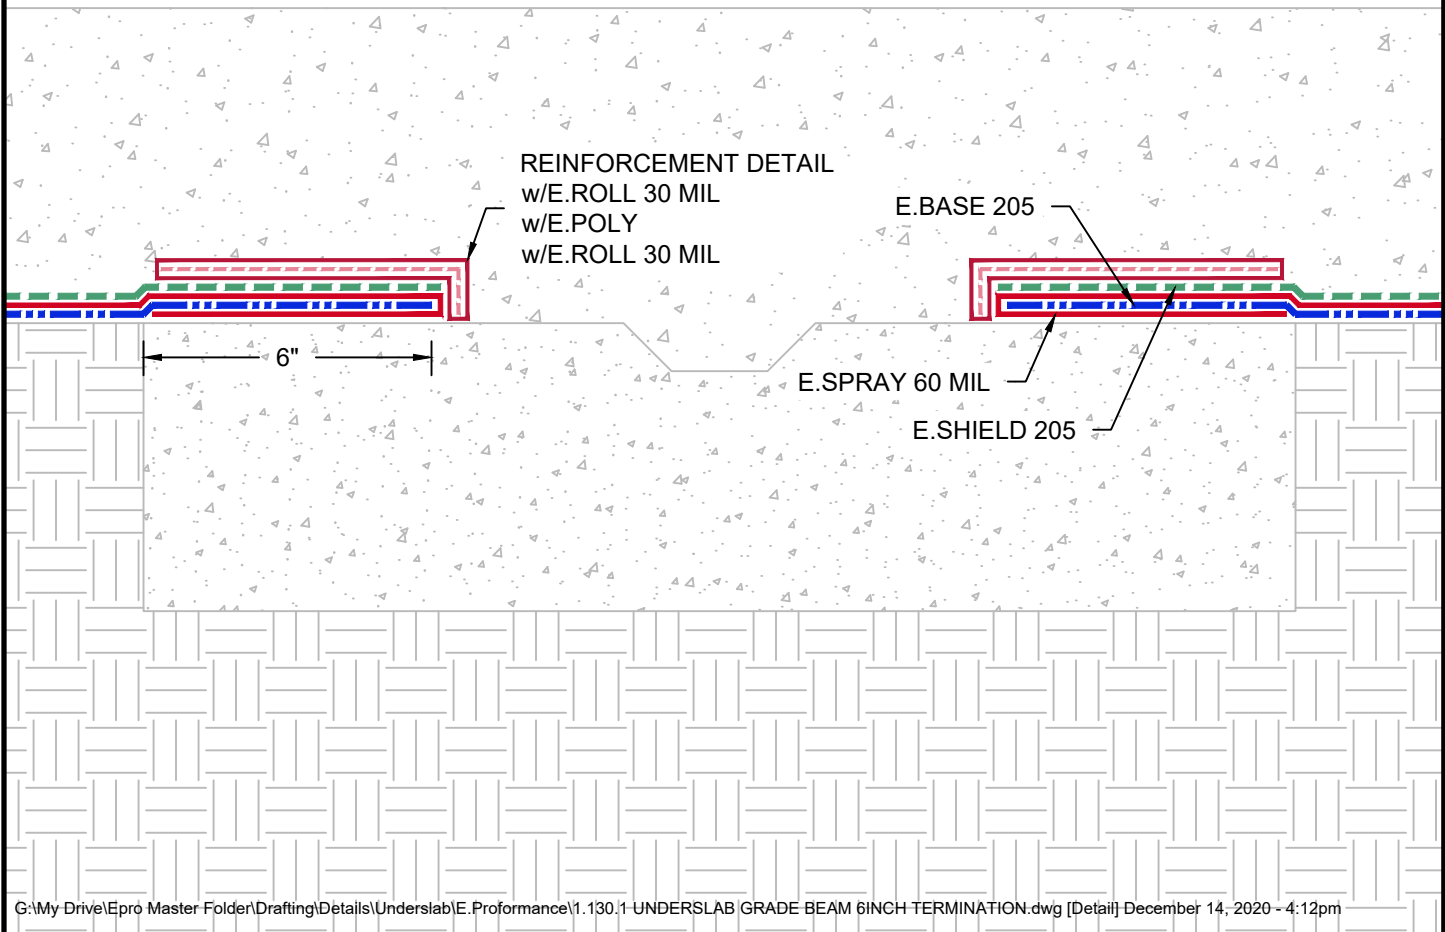 REINFORCEMENT DETAIL
w/E.ROLL 30 MIL
w/E.POLY
w/E.ROLL 30 MIL
E.BASE 205
6"
E.SPRAY 60 MIL
E.SHIELD 205
G:\My Drive\Epro Master Folder\Drafting\Details\Underslab\E.Proformance\1.130.1 UNDERSLAB GRADE BEAM 6INCH TERMINATION.dwg [Detail] December 14, 2020 - 4:12pm